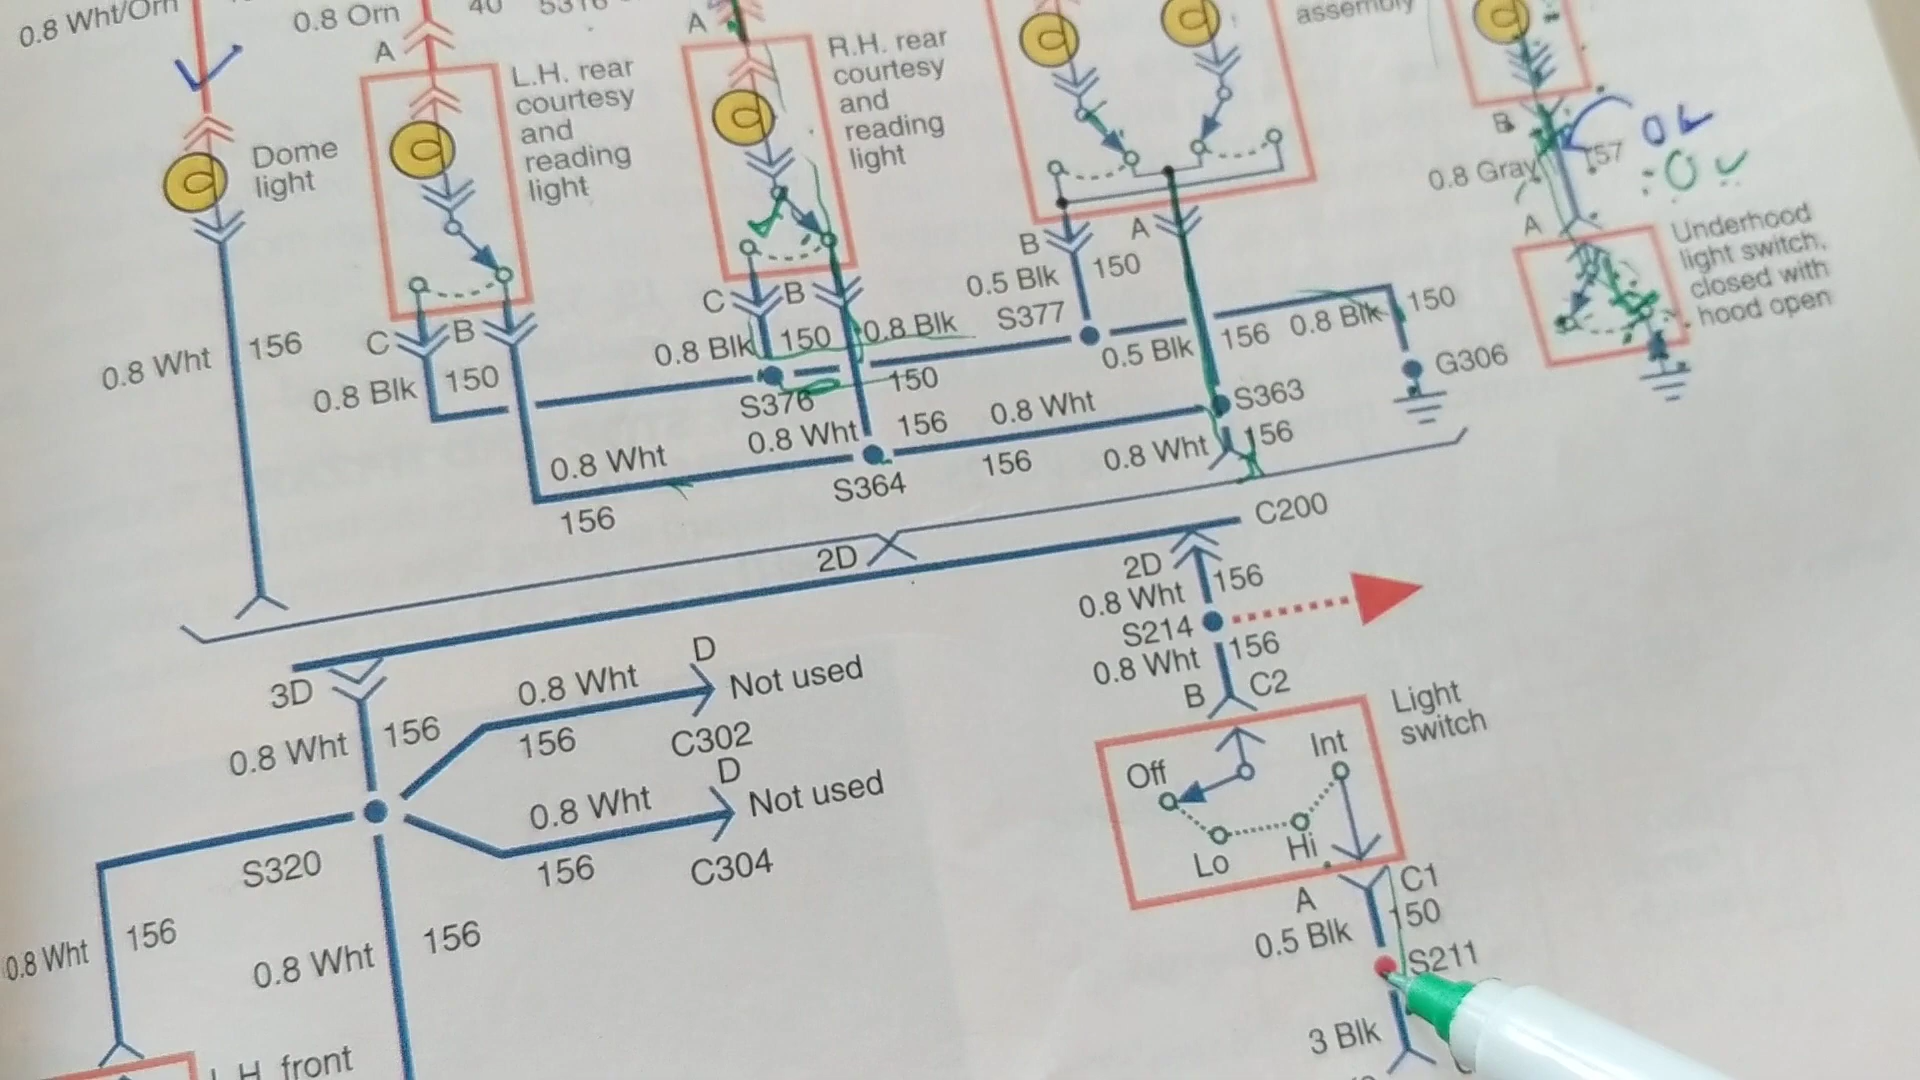 0.8 Wht/Orn
0.8 Orn
40
A
A
assembly
L.H. rear
courtesy
and
reading
light
R.H. rear
courtesy
and
reading
light
Dome
light
B
OK
157
0.8 Gray
:OV
A
Underhood
light switch,
closed with
hood open
0.8 Wht
156
C
B
0.8 Blk
150
C
B
0.8 Blk
150
0.8 Blk
S376
150
B
A
0.5 Blk
150
S377
0.5 Blk
156
0.8 Blk
150
G306
0.8 Wht
156
0.8 Wht
S364
156
0.8 Wht
156
S363
0.8 Wht
156
2D
C200
2D
156
0.8 Wht
S214
156
0.8 Wht
B
C2
Light
switch
Off
Int
Lo
Hi
A
C1
0.5 Blk
150
S211
3 Blk
3D
0.8 Wht
156
0.8 Wht
D
Not used
156
C302
0.8 Wht
D
Not used
156
C304
S320
0.8 Wht
156
0.8 Wht
156
L.H. front